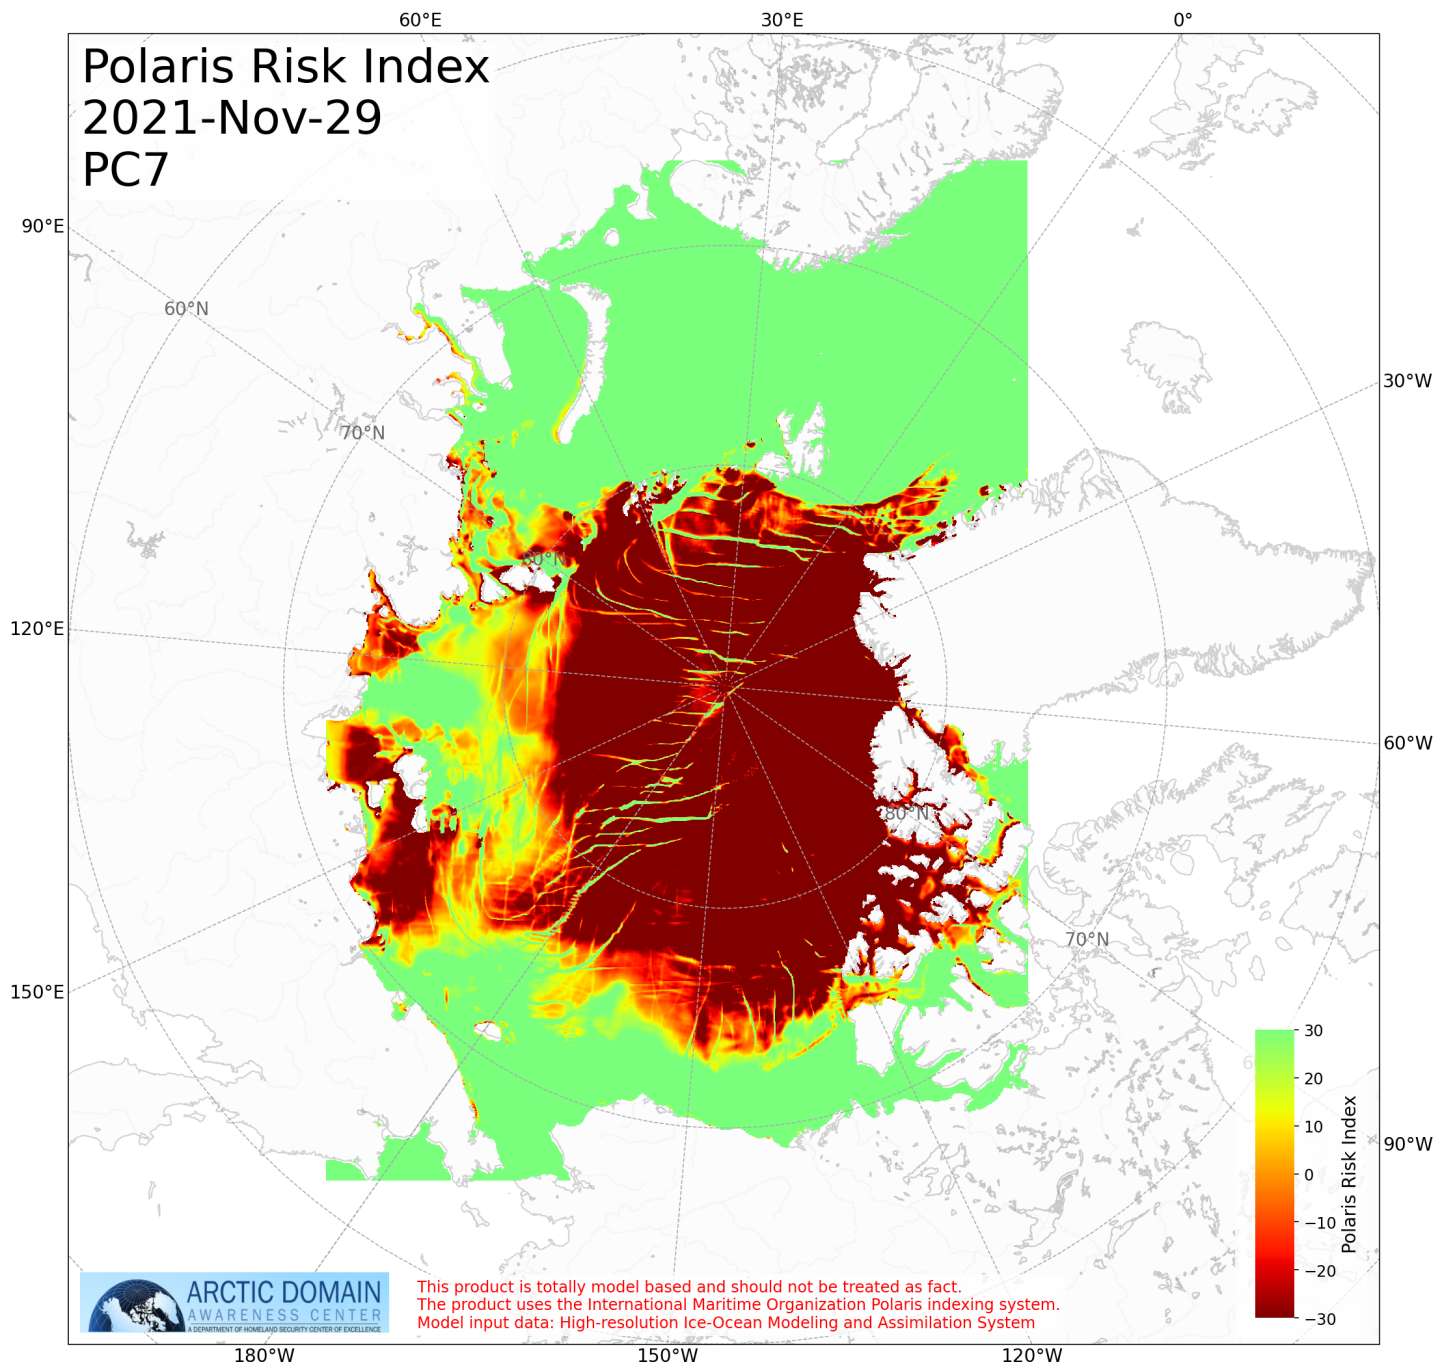 60°E
30°E
0°
Polaris Risk Index
2021-Nov-29
PC7
90°E
60°N
30°W
70°N
80°N
120°E
60°W
80°N
70°N
150°E
30
20
10
0
−10
−20
−30
Polaris Risk Index
90°W
ARCTIC DOMAIN
AWARENESS CENTER
A DEPARTMENT OF HOMELAND SECURITY CENTER OF EXCELLENCE
This product is totally model based and should not be treated as fact.
The product uses the International Maritime Organization Polaris indexing system.
Model input data: High-resolution Ice-Ocean Modeling and Assimilation System
180°W
150°W
120°W